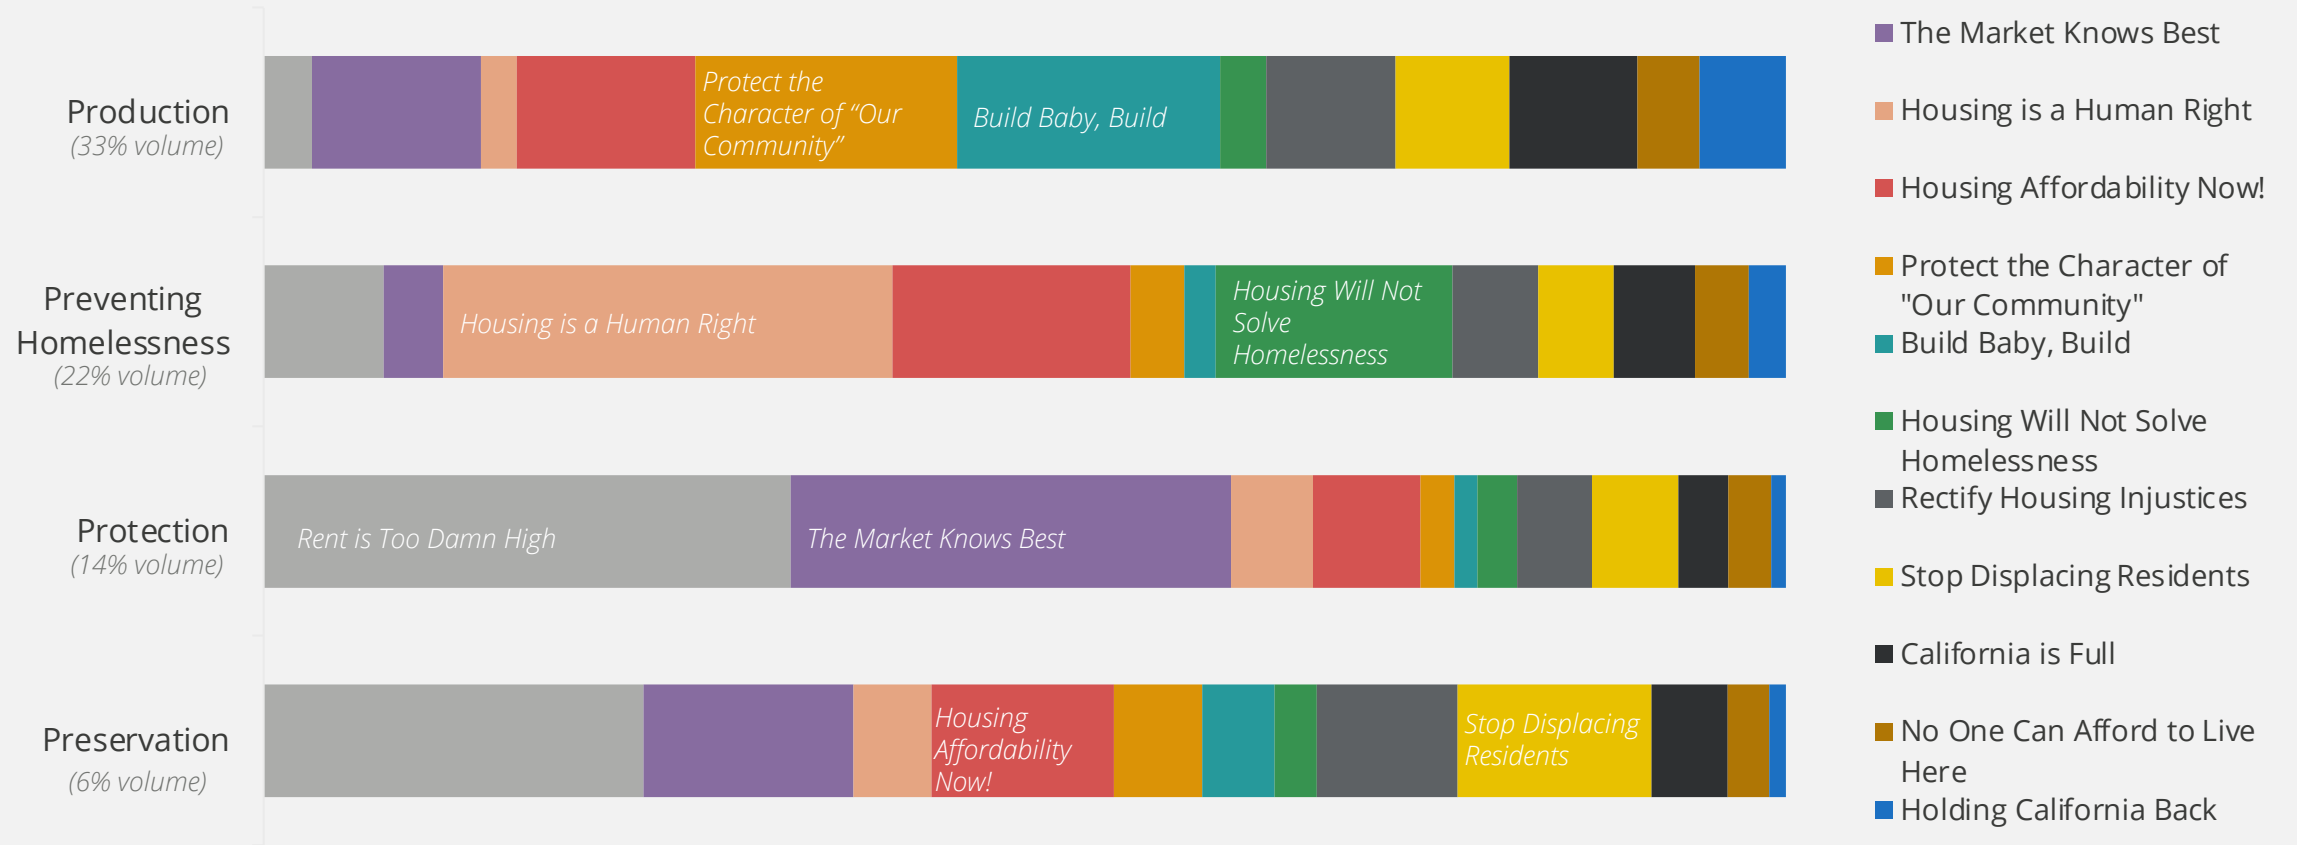 Production
(33% volume)
Protect the
Character of “Our
Community”
Build Baby, Build
Preventing
Homelessness
(22% volume)
Housing is a Human Right
Housing Will Not
Solve
Homelessness
Protection
(14% volume)
Rent is Too Damn High
The Market Knows Best
Preservation
(6% volume)
Housing
Affordability
Now!
Stop Displacing
Residents
The Market Knows Best
Housing is a Human Right
Housing Affordability Now!
Protect the Character of
"Our Community"
Build Baby, Build
Housing Will Not Solve
Homelessness
Rectify Housing Injustices
Stop Displacing Residents
California is Full
No One Can Afford to Live
Here
Holding California Back